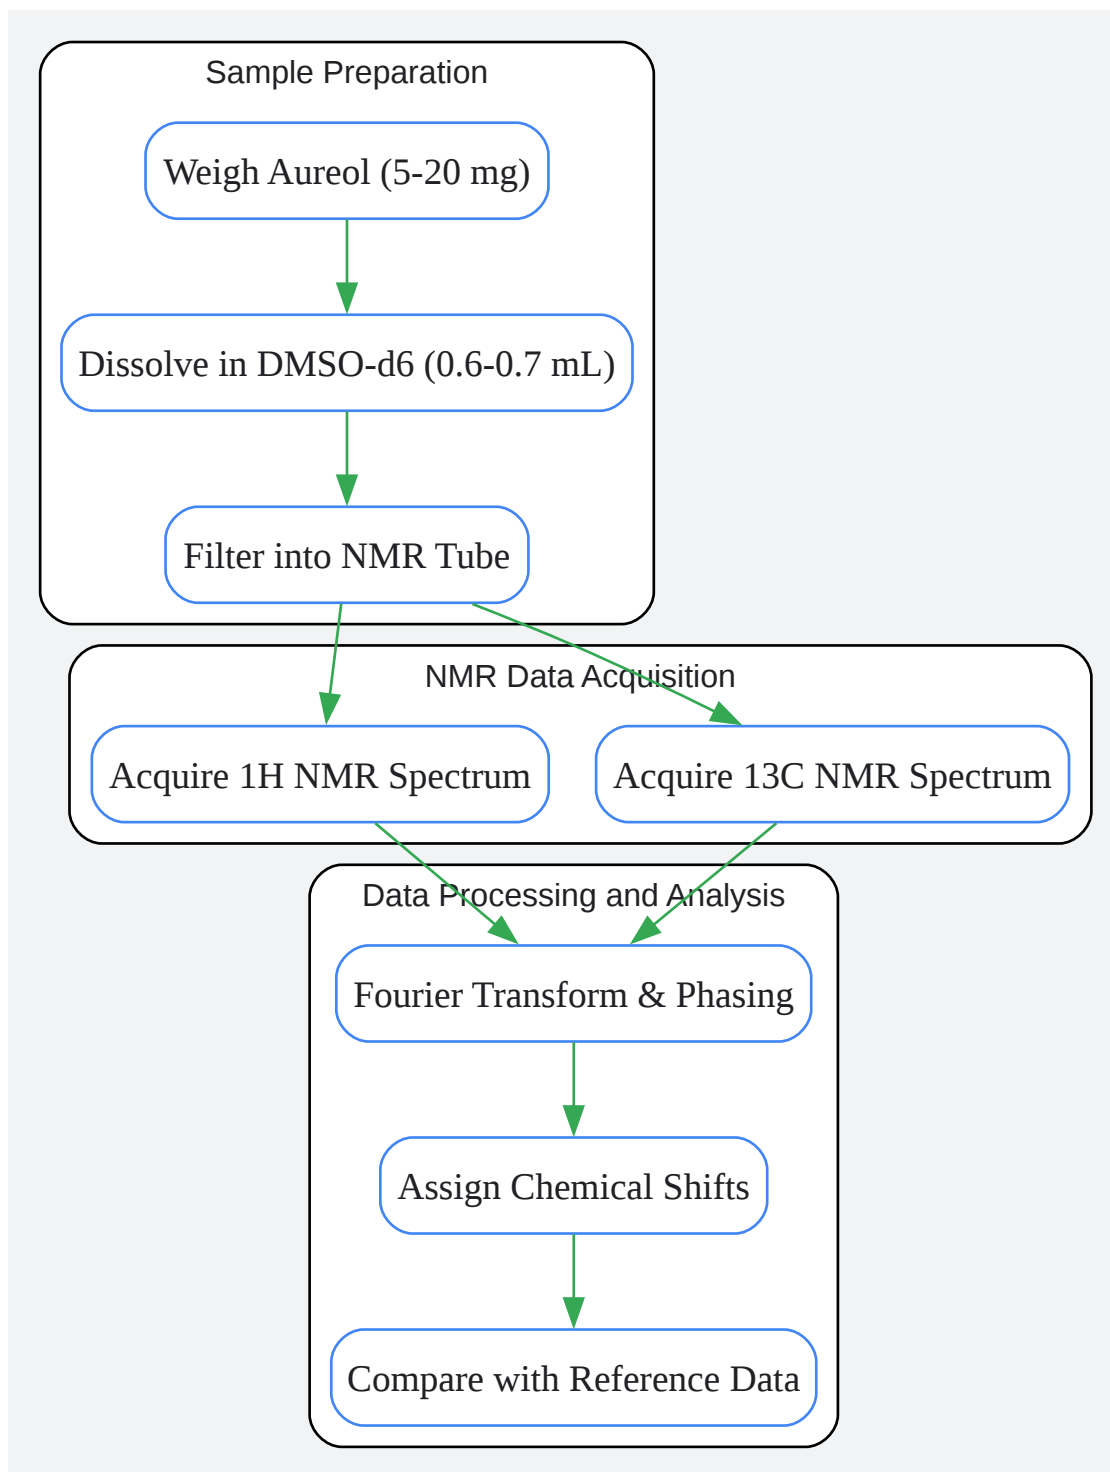 Sample Preparation
Weigh Aureol (5-20 mg)
Dissolve in DMSO-d6 (0.6-0.7 mL)
Filter into NMR Tube
NMR Data Acquisition
Acquire 1H NMR Spectrum
Acquire 13C NMR Spectrum
Data Processing and Analysis
Fourier Transform & Phasing
Assign Chemical Shifts
Compare with Reference Data